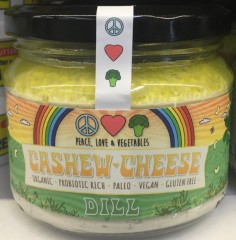 PEACE, LOVE & VEGETABLES
CASHEW-CHEESE
ORGANIC - PROBIOTIC RICH - PALEO - VEGAN - GLUTEN FREE
DILL